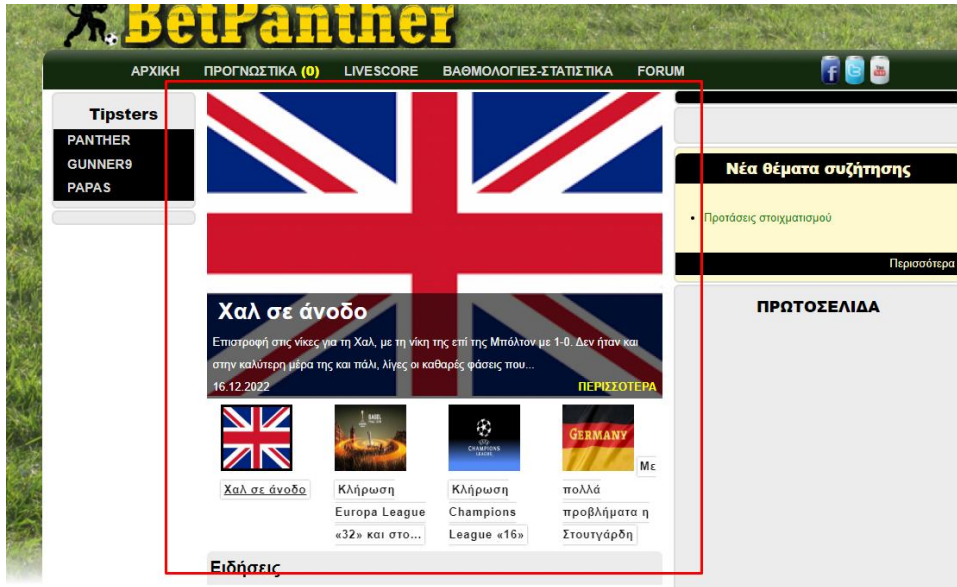 BetPanther
ΑΡΧΙΚΗ ΠΡΟΓΝΩΣΤΙΚΑ (0) LIVESCORE ΒΑΘΜΟΛΟΓΙΕΣ-ΣΤΑΤΙΣΤΙΚΑ FORUM
Tipsters
PANTHER
GUNNER9
PAPAS
Χαλ σε άνοδο
Επιστροφή στις νίκες για τη Χαλ, με τη νίκη της επί της Μπόλτον με 1-0. Δεν ήταν και
στην καλύτερη μέρα της και πάλι, λίγες οι καθαρές φάσεις που...
16.12.2022 ΠΕΡΙΣΣΟΤΕΡΑ
Χαλ σε άνοδο
BASEL
Κλήρωση
Europa League
«32» και στο...
CHAMPIONS
LEAGUE
Κλήρωση
Champions
League «16»
GERMANY
Με
πολλά
προβλήματα η
Στουτγάρδη
Ειδήσεις
Νέα θέματα συζήτησης
Προτάσεις στοιχματισμού
Περισσότερα
ΠΡΩΤΟΣΕΛΙΔΑ